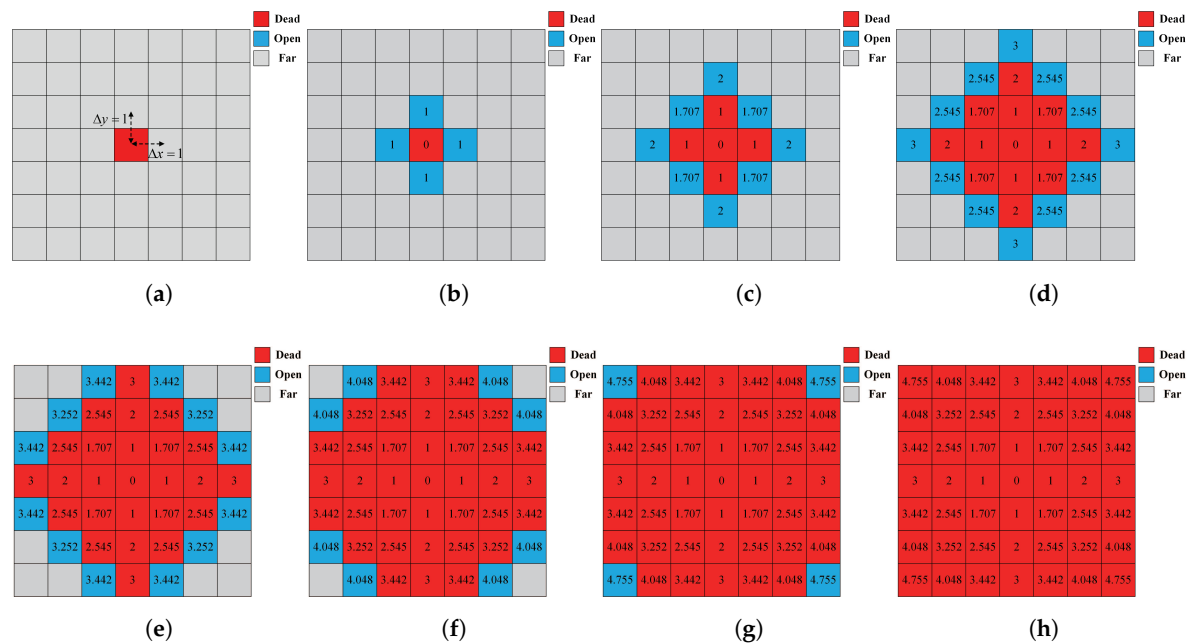 Dead
Open
Far
Δy = 1
Δx = 1
(a)
Dead
Open
Far
1
1 0 1
1
(b)
Dead
Open
Far
2
1.707 1 1.707
2 1 0 1 2
1.707 1 1.707
2
(c)
Dead
Open
Far
3
2.545 2 2.545
2.545 1.707 1 1.707 2.545
3 2 1 0 1 2 3
2.545 1.707 1 1.707 2.545
2.545 2 2.545
3
(d)
Dead
Open
Far
3.442 3 3.442
3.252 2.545 2 2.545 3.252
3.442 2.545 1.707 1 1.707 2.545 3.442
3 2 1 0 1 2 3
3.442 2.545 1.707 1 1.707 2.545 3.442
3.252 2.545 2 2.545 3.252
3.442 3 3.442
(e)
Dead
Open
Far
4.048 3.442 3 3.442 4.048
4.048 3.252 2.545 2 2.545 3.252 4.048
3.442 2.545 1.707 1 1.707 2.545 3.442
3 2 1 0 1 2 3
3.442 2.545 1.707 1 1.707 2.545 3.442
4.048 3.252 2.545 2 2.545 3.252 4.048
4.048 3.442 3 3.442 4.048
(f)
Dead
Open
Far
4.755 4.048 3.442 3 3.442 4.048 4.755
4.048 3.252 2.545 2 2.545 3.252 4.048
3.442 2.545 1.707 1 1.707 2.545 3.442
3 2 1 0 1 2 3
3.442 2.545 1.707 1 1.707 2.545 3.442
4.048 3.252 2.545 2 2.545 3.252 4.048
4.755 4.048 3.442 3 3.442 4.048 4.755
(g)
Dead
Open
Far
4.755 4.048 3.442 3 3.442 4.048 4.755
4.048 3.252 2.545 2 2.545 3.252 4.048
3.442 2.545 1.707 1 1.707 2.545 3.442
3 2 1 0 1 2 3
3.442 2.545 1.707 1 1.707 2.545 3.442
4.048 3.252 2.545 2 2.545 3.252 4.048
4.755 4.048 3.442 3 3.442 4.048 4.755
(h)